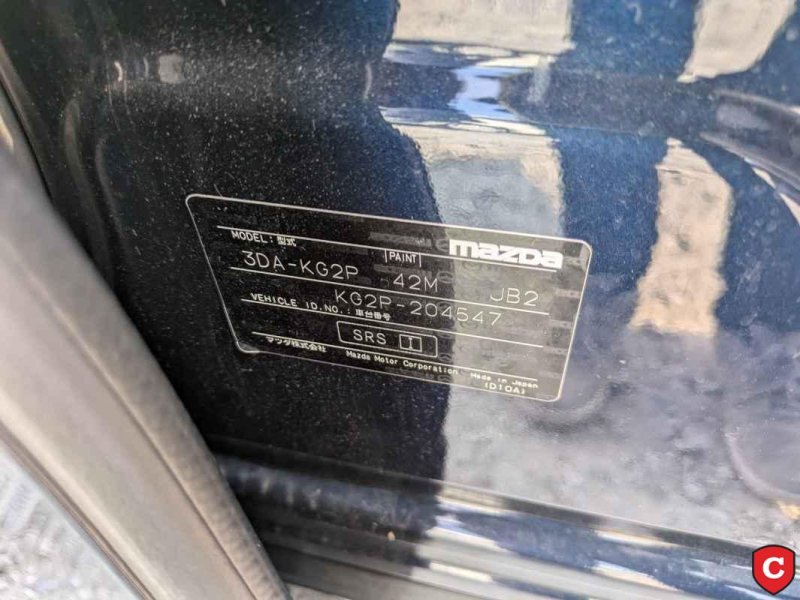 MODEL:型式
PAINT
mazda
3DA-KG2P 42M JB2
VEHICLE ID.NO.:車台番号 KG2P-204547
SRS I
マツダ株式会社 Mazda Motor Corporation Made in Japan
(D10A)
C